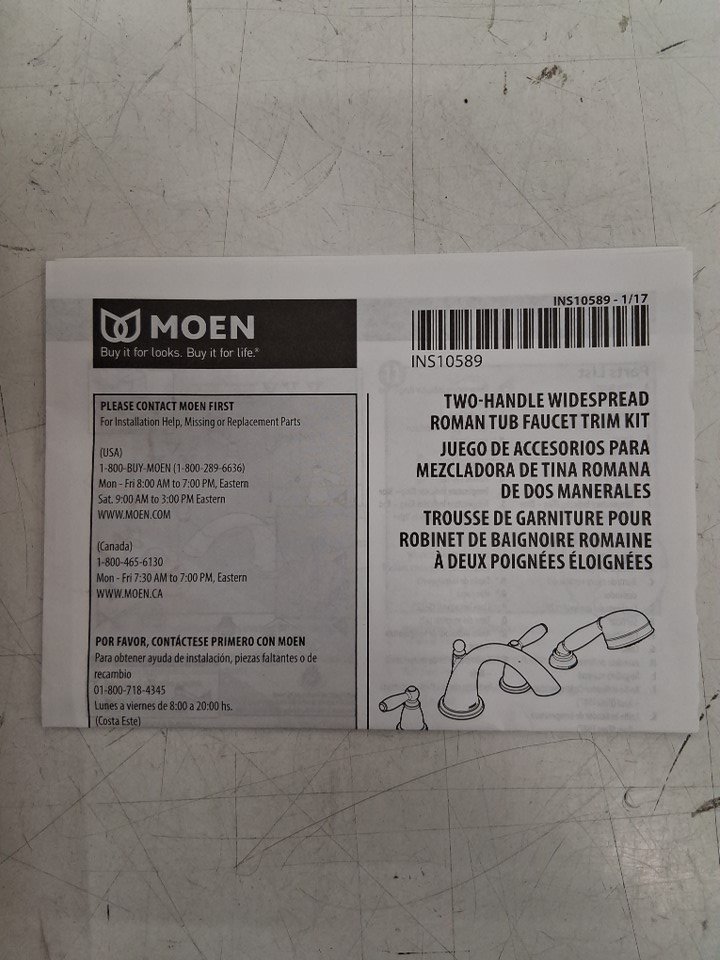 MOEN
Buy it for looks. Buy it for life.®
INS10589 - 1/17
INS10589
PLEASE CONTACT MOEN FIRST
For Installation Help, Missing or Replacement Parts
(USA)
1-800-BUY-MOEN (1-800-289-6636)
Mon - Fri 8:00 AM to 7:00 PM, Eastern
Sat. 9:00 AM to 3:00 PM Eastern
WWW.MOEN.COM
(Canada)
1-800-465-6130
Mon - Fri 7:30 AM to 7:00 PM, Eastern
WWW.MOEN.CA
POR FAVOR, CONTÁCTESE PRIMERO CON MOEN
Para obtener ayuda de instalación, piezas faltantes o de
recambio
01-800-718-4345
Lunes a viernes de 8:00 a 20:00 hs.
(Costa Este)
TWO-HANDLE WIDESPREAD
ROMAN TUB FAUCET TRIM KIT
JUEGO DE ACCESORIOS PARA
MEZCLADORA DE TINA ROMANA
DE DOS MANERALES
TROUSSE DE GARNITURE POUR
ROBINET DE BAIGNOIRE ROMAINE
À DEUX POIGNÉES ÉLOIGNÉES